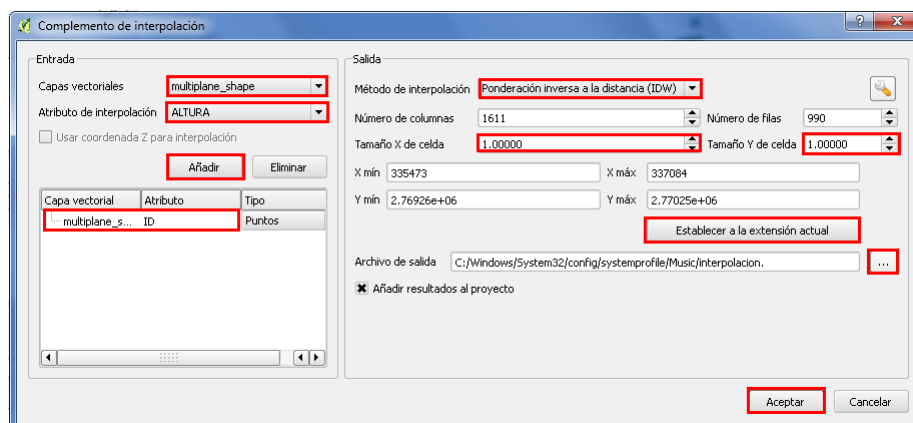 Complemento de interpolación
Entrada
Capas vectoriales multiplane_shape
Atributo de interpolación ALTURA
Usar coordenada Z para interpolación
Añadir Eliminar
Capa vectorial Atributo Tipo
multiplane_s... ID Puntos
Salida
Método de interpolación Ponderación inversa a la distancia (IDW)
Número de columnas 1611 Número de filas 990
Tamaño X de celda 1.00000 Tamaño Y de celda 1.00000
X mín 335473 X máx 337084
Y mín 2.76926e+06 Y máx 2.77025e+06
Establecer a la extensión actual
Archivo de salida C:/Windows/System32/config/systemprofile/Music/interpolacion. ...
Añadir resultados al proyecto
Aceptar Cancelar